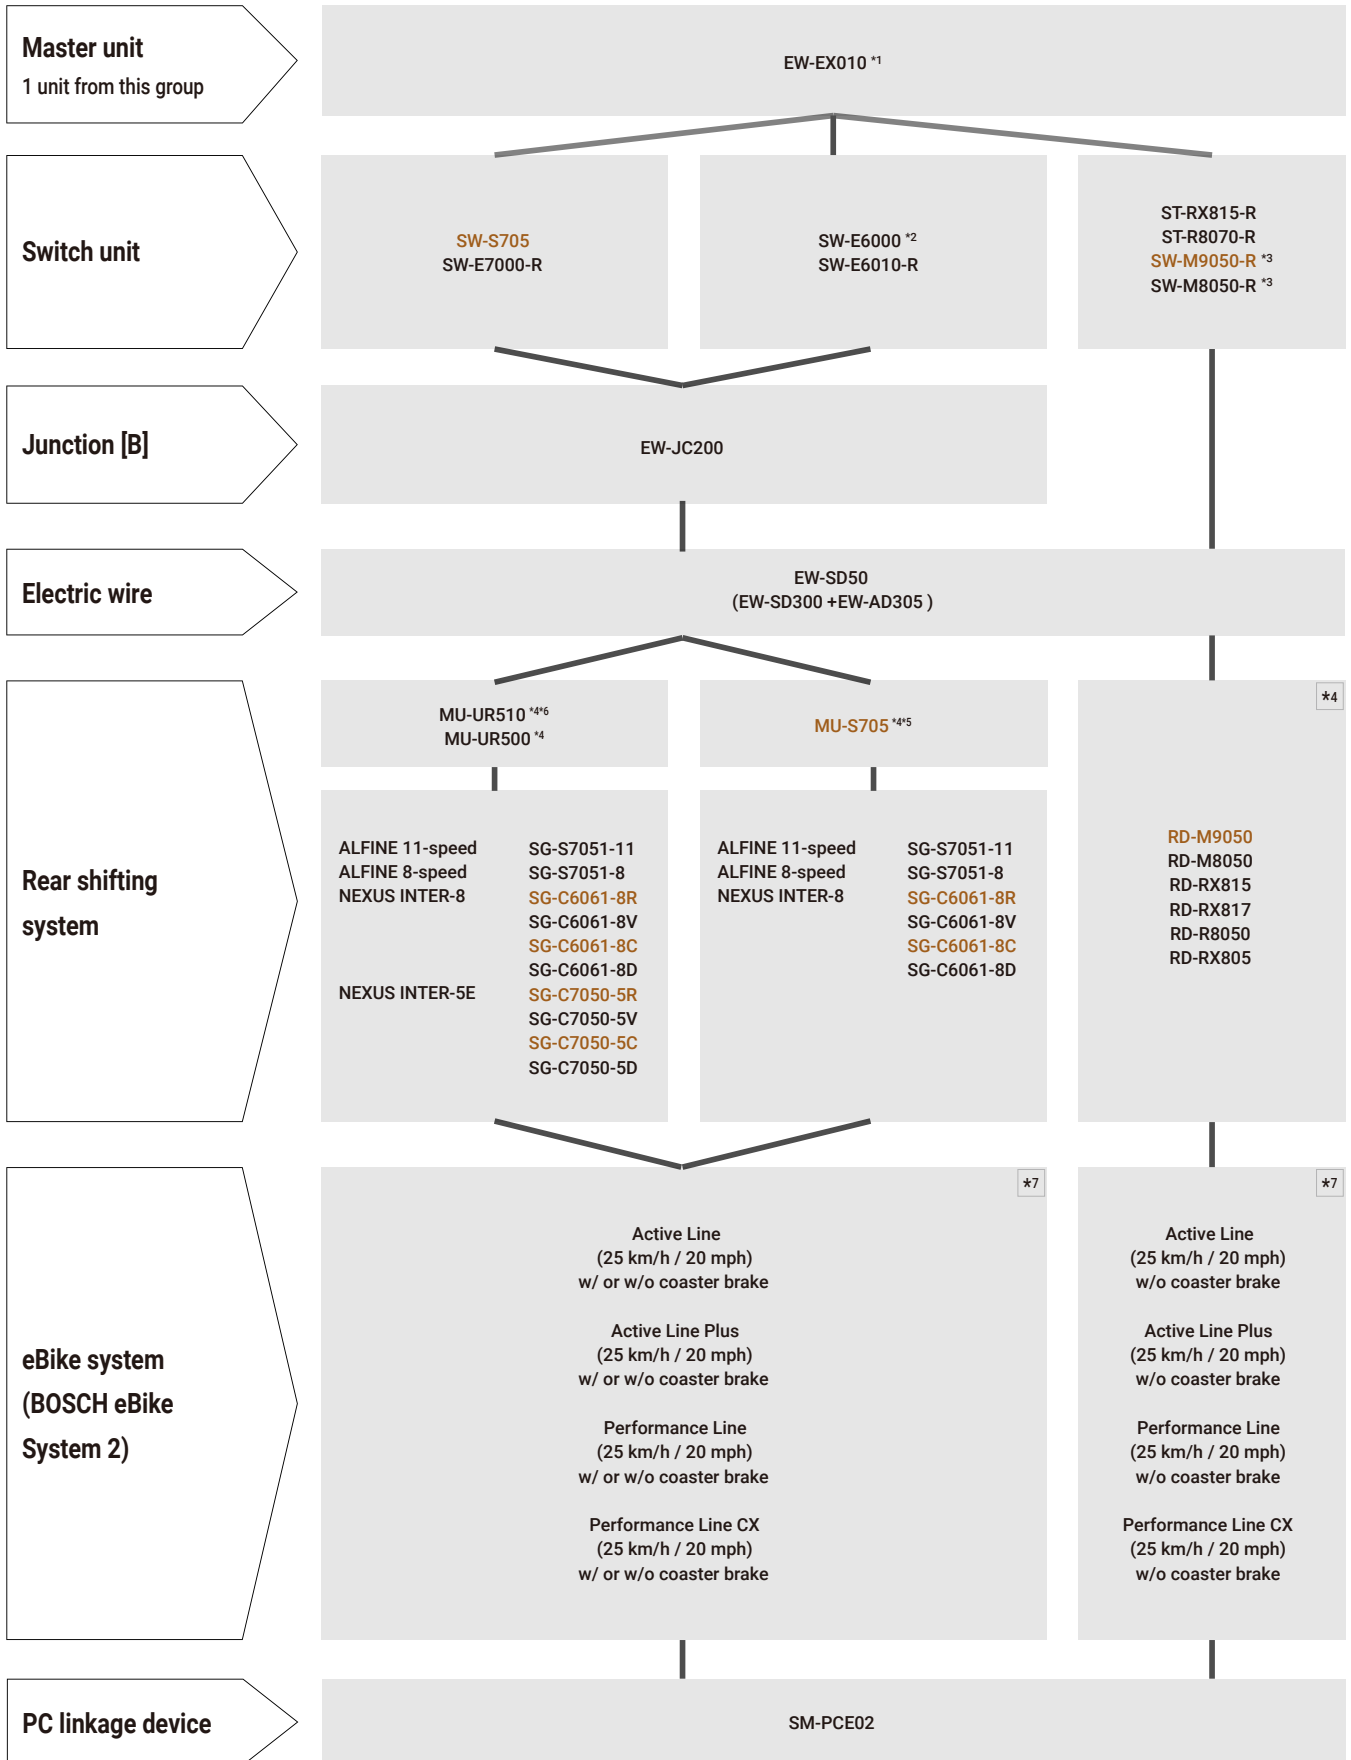 Master unit
1 unit from this group
EW-EX010 *1
Switch unit
SW-S705
SW-E7000-R
SW-E6000 *2
SW-E6010-R
ST-RX815-R
ST-R8070-R
SW-M9050-R *3
SW-M8050-R *3
Junction [B]
EW-JC200
Electric wire
EW-SD50
(EW-SD300 +EW-AD305 )
Rear shifting
system
MU-UR510 *4*6
MU-UR500 *4
ALFINE 11-speed SG-S7051-11
ALFINE 8-speed SG-S7051-8
NEXUS INTER-8 SG-C6061-8R
SG-C6061-8V
SG-C6061-8C
SG-C6061-8D
NEXUS INTER-5E SG-C7050-5R
SG-C7050-5V
SG-C7050-5C
SG-C7050-5D
MU-S705 *4*5
ALFINE 11-speed SG-S7051-11
ALFINE 8-speed SG-S7051-8
NEXUS INTER-8 SG-C6061-8R
SG-C6061-8V
SG-C6061-8C
SG-C6061-8D
*4
RD-M9050
RD-M8050
RD-RX815
RD-RX817
RD-R8050
RD-RX805
eBike system
(BOSCH eBike
System 2)
*7
Active Line
(25 km/h / 20 mph)
w/ or w/o coaster brake
Active Line Plus
(25 km/h / 20 mph)
w/ or w/o coaster brake
Performance Line
(25 km/h / 20 mph)
w/ or w/o coaster brake
Performance Line CX
(25 km/h / 20 mph)
w/ or w/o coaster brake
*7
Active Line
(25 km/h / 20 mph)
w/o coaster brake
Active Line Plus
(25 km/h / 20 mph)
w/o coaster brake
Performance Line
(25 km/h / 20 mph)
w/o coaster brake
Performance Line CX
(25 km/h / 20 mph)
w/o coaster brake
PC linkage device
SM-PCE02